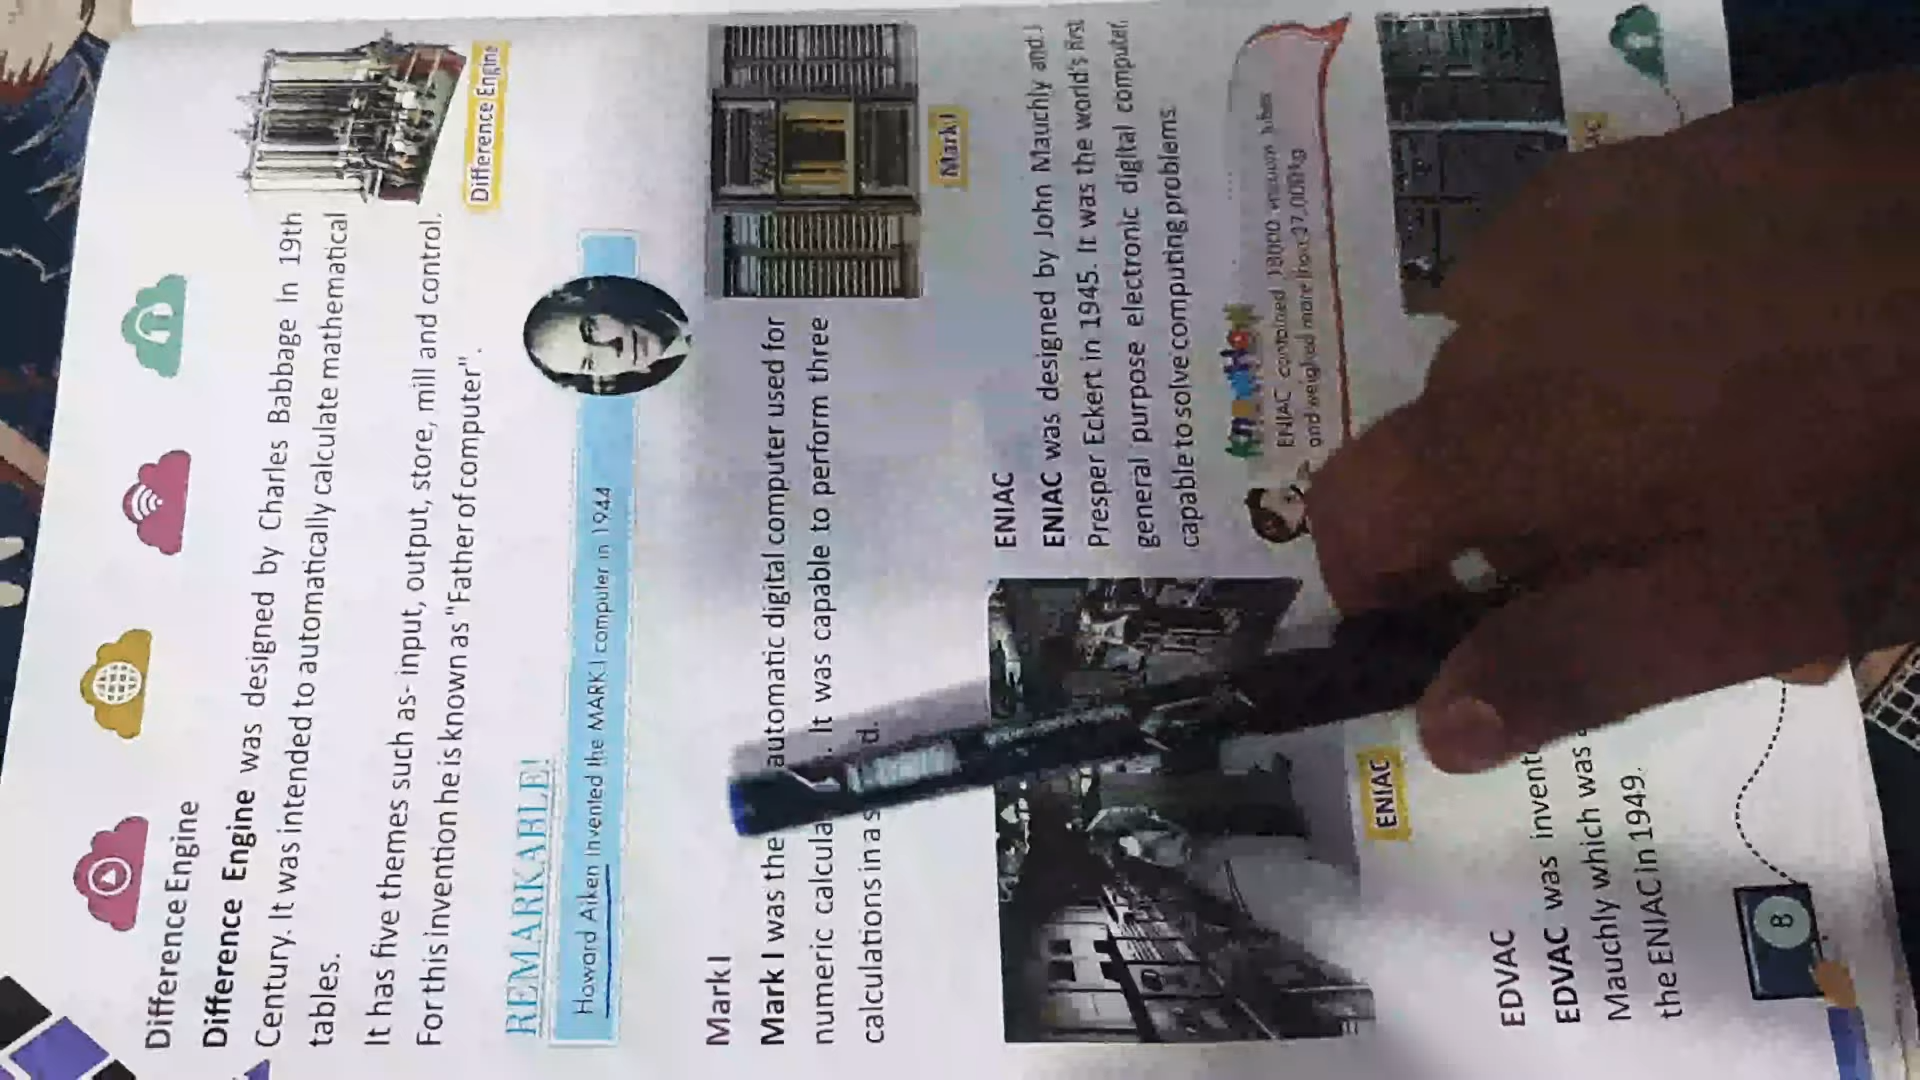 Difference Engine
Difference Engine was designed by Charles Babbage In 19th
Century. It was intended to automatically calculate mathematical
tables.
It has five themes such as- input, output, store, mill and control.
For this invention he is known as "Father of computer".
Difference Engine
REMARKABLE!
Howard Aiken Invented the MARK.I computer in 1944
Mark I
Mark I was the automatic digital computer used for
numeric calcula . It was capable to perform three
calculations in a s d.
Mark I
ENIAC
ENIAC was designed by John Mauchly and J
Presper Eckert in 1945. It was the world's first
general purpose electronic digital computer,
capable to solve computing problems
ENIAC contained 18000 vacuum tubes
and weighed more than 27,000 kg
ENIAC
EDVAC
EDVAC was invent
Mauchly which was
the ENIAC in 1949.
8